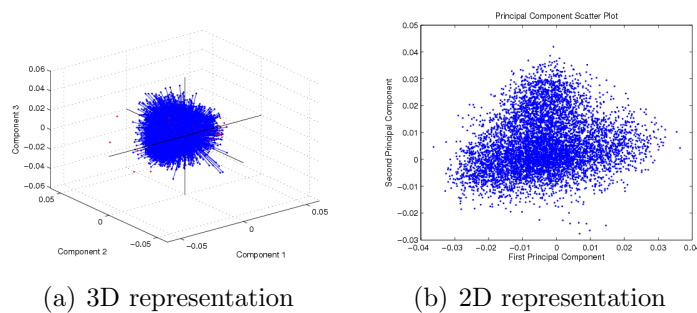 0.06
0.04
0.02
0
−0.02
−0.04
−0.06
Component 3
0.05
0
−0.05
Component 2
−0.05
0
0.05
Component 1
Principal Component Scatter Plot
0.05
0.04
0.03
0.02
0.01
0
−0.01
−0.02
−0.03
Second Principal Component
−0.04 −0.03 −0.02 −0.01 0 0.01 0.02 0.03 0.04
First Principal Component
(a) 3D representation
(b) 2D representation